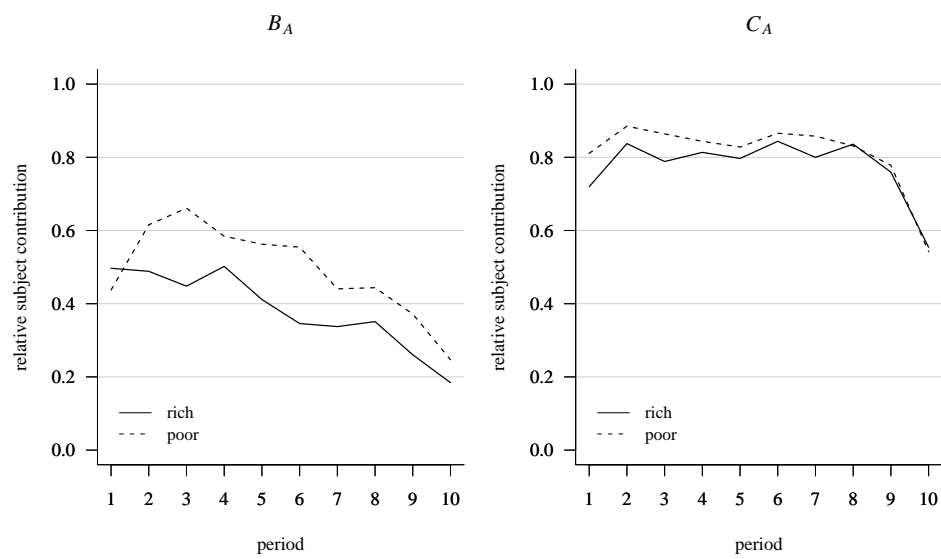 B_A
relative subject contribution
1.0
0.8
0.6
0.4
0.2
0.0
rich
poor
1 2 3 4 5 6 7 8 9 10
period
C_A
relative subject contribution
1.0
0.8
0.6
0.4
0.2
0.0
rich
poor
1 2 3 4 5 6 7 8 9 10
period